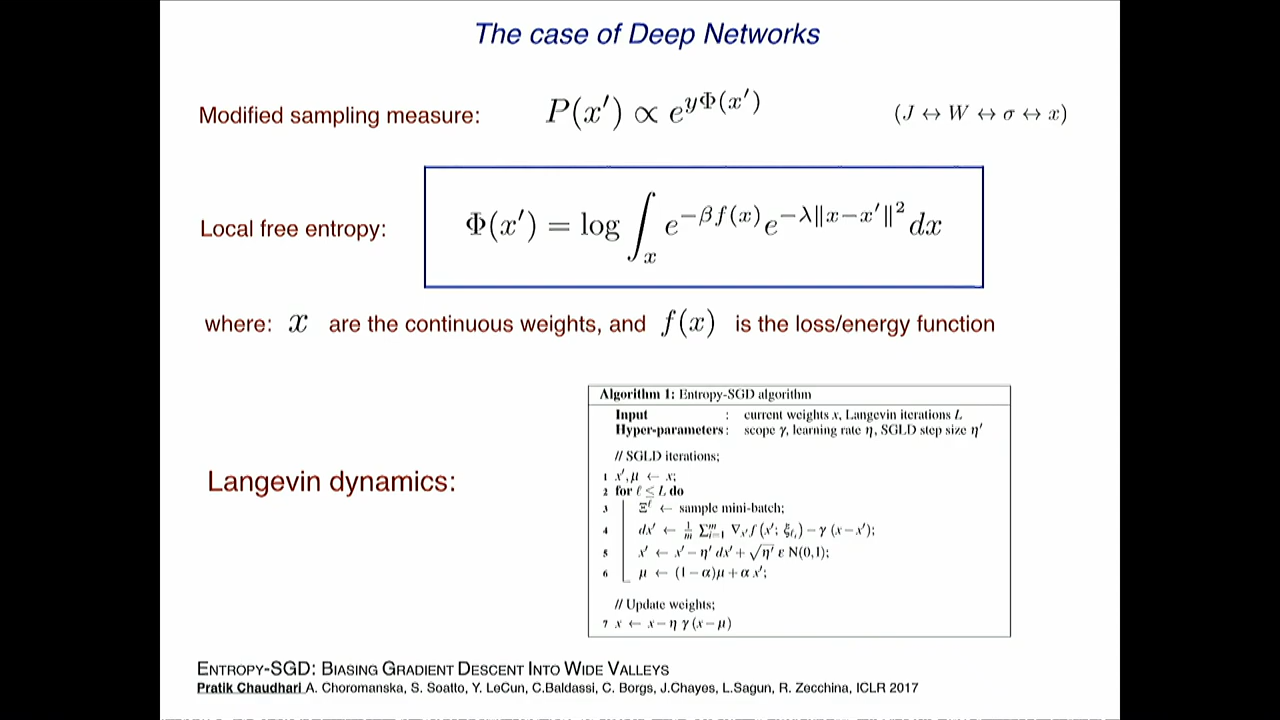 The case of Deep Networks
Modified sampling measure: P(x′) ∝ e^{yΦ(x′)} (J ↔ W ↔ σ ↔ x)
Local free entropy: Φ(x′) = log ∫_x e^{−βf(x)} e^{−λ‖x−x′‖²} dx
where: x are the continuous weights, and f(x) is the loss/energy function
Langevin dynamics:
Algorithm 1: Entropy-SGD algorithm
Input : current weights x, Langevin iterations L
Hyper-parameters: scope γ, learning rate η, SGLD step size η′
// SGLD iterations;
1 x′, μ ← x;
2 for ℓ ≤ L do
3 Ξ^ℓ ← sample mini-batch;
4 dx′ ← 1/m Σ_{i=1}^m ∇_{x′} f(x′; ξ_{ℓ_i}) − γ (x − x′);
5 x′ ← x′ − η′ dx′ + √η′ ε N(0,1);
6 μ ← (1 − α)μ + α x′;
// Update weights;
7 x ← x − η γ (x − μ)
ENTROPY-SGD: BIASING GRADIENT DESCENT INTO WIDE VALLEYS
Pratik Chaudhari A. Choromanska, S. Soatto, Y. LeCun, C.Baldassi, C. Borgs, J.Chayes, L.Sagun, R. Zecchina, ICLR 2017